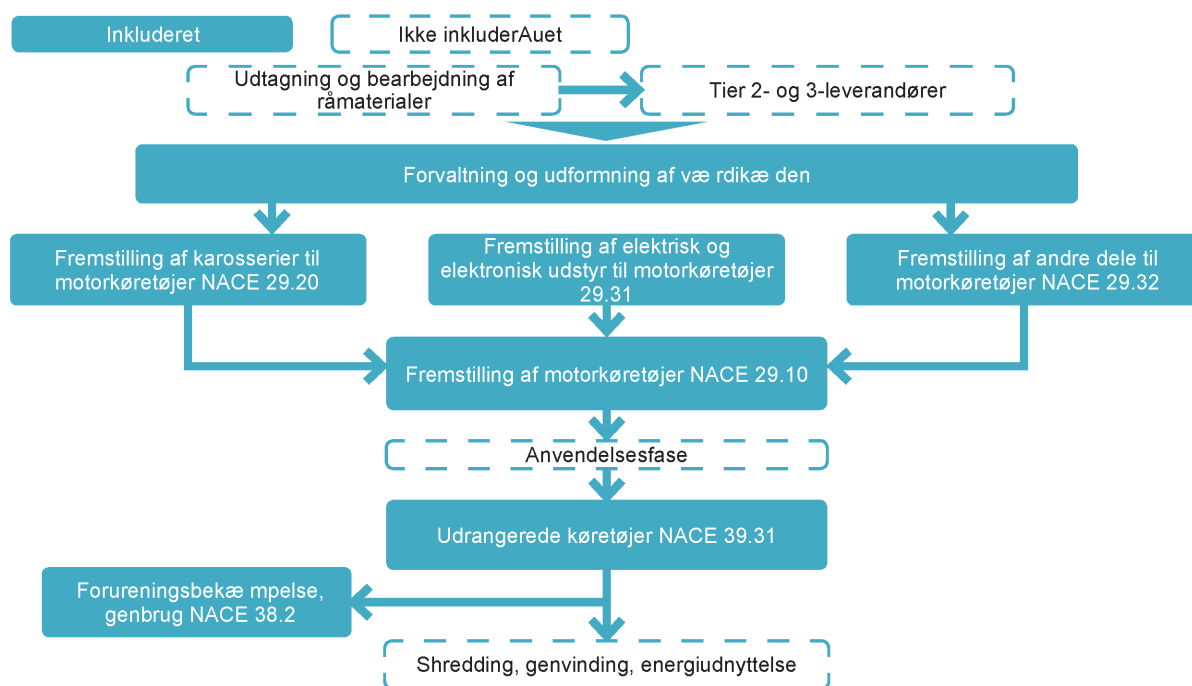 Inkluderet
Ikke inkluderAuet
Udtagning og bearbejdning af
råmaterialer
Tier 2- og 3-leverandører
Forvaltning og udformning af væ rdikæ den
Fremstilling af karosserier til
motorkøretøjer NACE 29.20
Fremstilling af elektrisk og
elektronisk udstyr til motorkøretøjer
29.31
Fremstilling af andre dele til
motorkøretøjer NACE 29.32
Fremstilling af motorkøretøjer NACE 29.10
Anvendelsesfase
Udrangerede køretøjer NACE 39.31
Forureningsbekæ mpelse,
genbrug NACE 38.2
Shredding, genvinding, energiudnyttelse